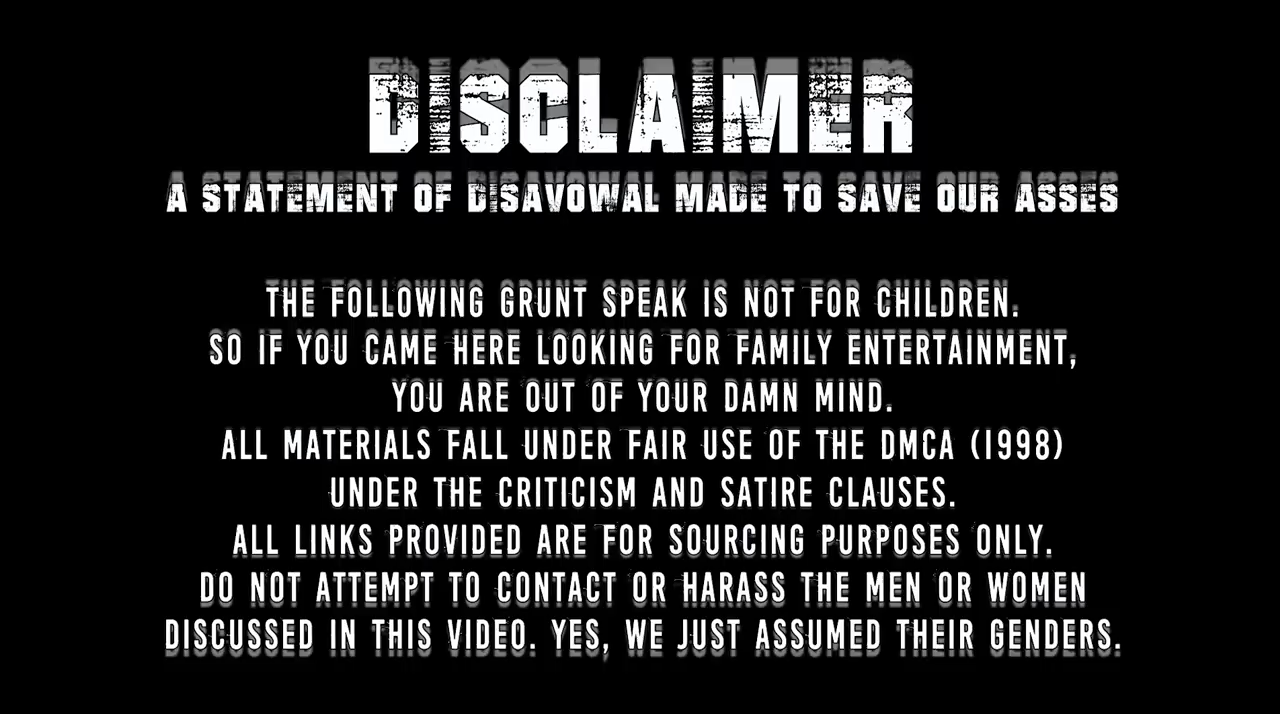 DISCLAIMER
A STATEMENT OF DISAVOWAL MADE TO SAVE OUR ASSES
THE FOLLOWING GRUNT SPEAK IS NOT FOR CHILDREN.
SO IF YOU CAME HERE LOOKING FOR FAMILY ENTERTAINMENT,
YOU ARE OUT OF YOUR DAMN MIND.
ALL MATERIALS FALL UNDER FAIR USE OF THE DMCA (1998)
UNDER THE CRITICISM AND SATIRE CLAUSES.
ALL LINKS PROVIDED ARE FOR SOURCING PURPOSES ONLY.
DO NOT ATTEMPT TO CONTACT OR HARASS THE MEN OR WOMEN
DISCUSSED IN THIS VIDEO. YES, WE JUST ASSUMED THEIR GENDERS.